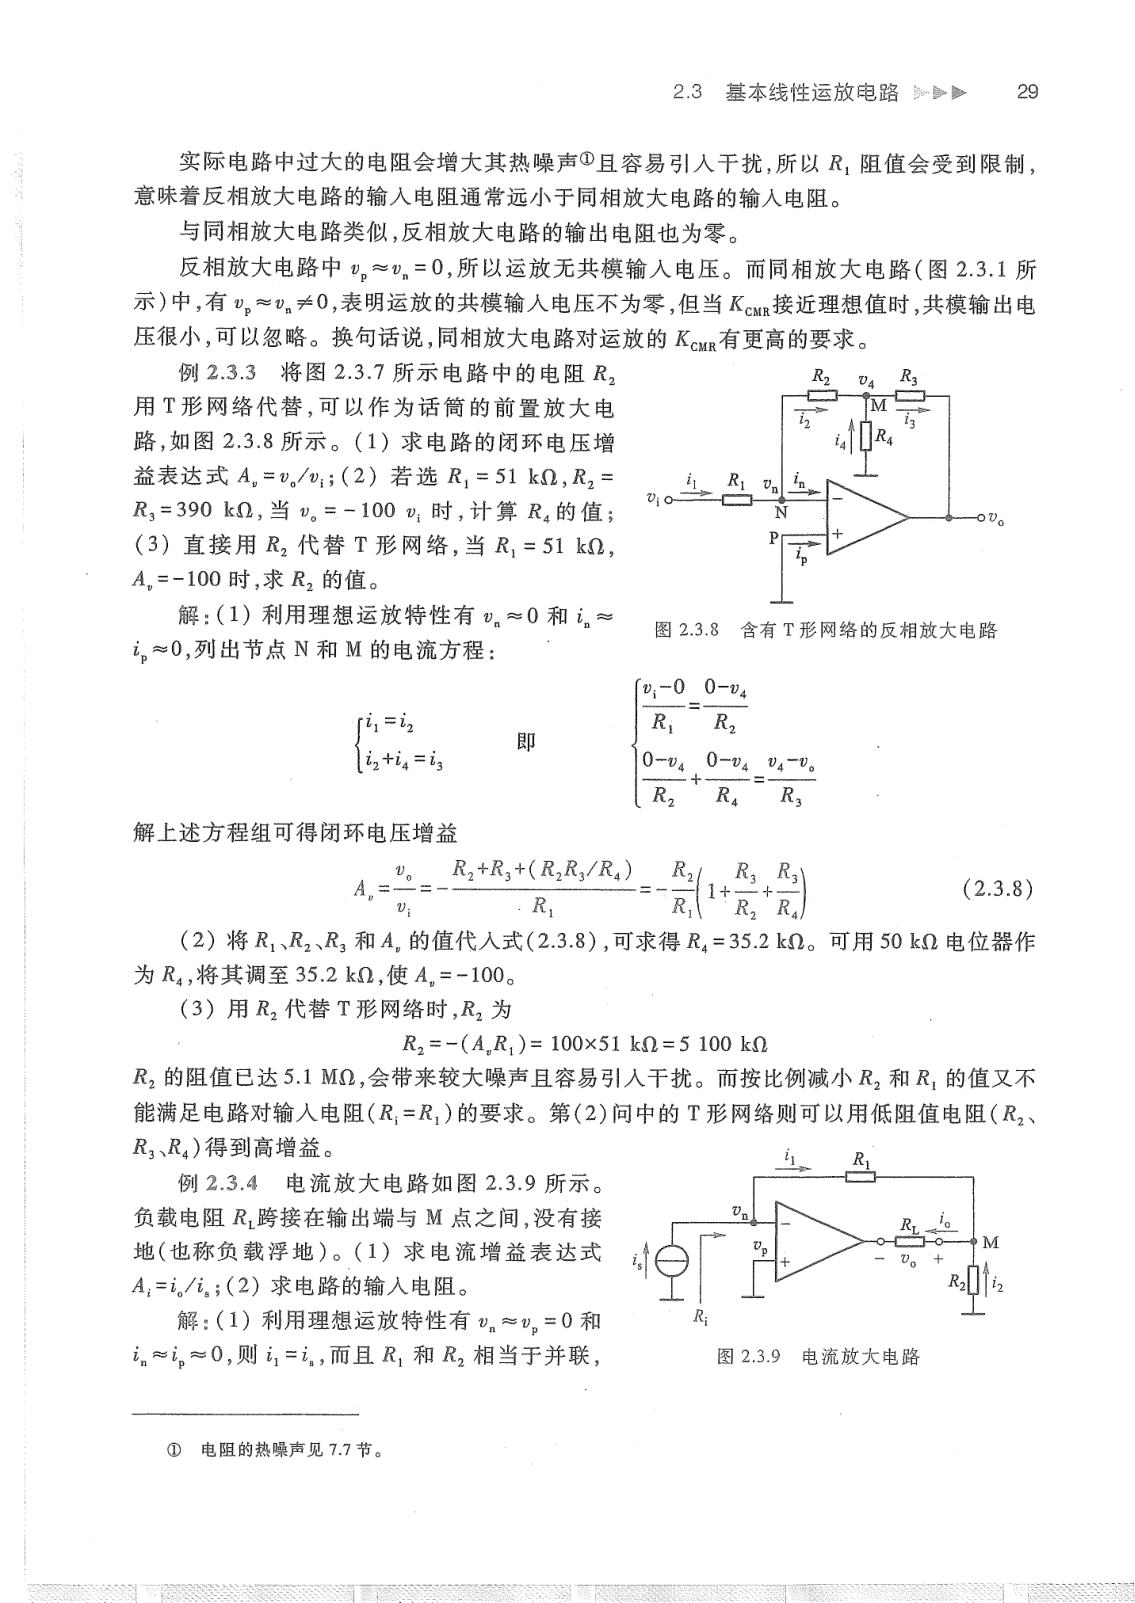 2.3 基本线性运放电路 29
实际电路中过大的电阻会增大其热噪声①且容易引入干扰,所以 R₁ 阻值会受到限制,
意味着反相放大电路的输入电阻通常远小于同相放大电路的输入电阻。
与同相放大电路类似,反相放大电路的输出电阻也为零。
反相放大电路中 vₚ≈vₙ=0,所以运放无共模输入电压。而同相放大电路(图 2.3.1 所
示)中,有 vₚ≈vₙ≠0,表明运放的共模输入电压不为零,但当 K_CMR接近理想值时,共模输出电
压很小,可以忽略。换句话说,同相放大电路对运放的 K_CMR有更高的要求。
例 2.3.3 将图 2.3.7 所示电路中的电阻 R₂
用 T 形网络代替,可以作为话筒的前置放大电
路,如图 2.3.8 所示。(1) 求电路的闭环电压增
益表达式 Aᵥ=vₒ/vᵢ;(2) 若选 R₁=51 kΩ,R₂=
R₃=390 kΩ,当 vₒ=-100 vᵢ 时,计算 R₄的值;
(3) 直接用 R₂ 代替 T 形网络,当 R₁=51 kΩ,
Aᵥ=-100 时,求 R₂ 的值。
R₂ v₄ R₃
M
i₂ i₃
i₄ R₄
i₁ R₁ vₙ iₙ
vᵢ
N
-
vₒ
P
+
iₚ
图 2.3.8 含有 T 形网络的反相放大电路
解:(1) 利用理想运放特性有 vₙ≈0 和 iₙ≈
iₚ≈0,列出节点 N 和 M 的电流方程:
{ i₁=i₂
i₂+i₄=i₃
即
{ (vᵢ-0)/R₁=(0-v₄)/R₂
(0-v₄)/R₂+(0-v₄)/R₄=(v₄-vₒ)/R₃
解上述方程组可得闭环电压增益
Aᵥ=vₒ/vᵢ=-(R₂+R₃+(R₂R₃/R₄))/R₁=-R₂/R₁(1+R₃/R₂+R₃/R₄) (2.3.8)
(2) 将 R₁、R₂、R₃ 和 Aᵥ 的值代入式(2.3.8),可求得 R₄=35.2 kΩ。可用 50 kΩ 电位器作
为 R₄,将其调至 35.2 kΩ,使 Aᵥ=-100。
(3) 用 R₂ 代替 T 形网络时,R₂ 为
R₂=-(AᵥR₁)=100×51 kΩ=5 100 kΩ
R₂ 的阻值已达 5.1 MΩ,会带来较大噪声且容易引入干扰。而按比例减小 R₂ 和 R₁ 的值又不
能满足电路对输入电阻(Rᵢ=R₁)的要求。第(2)问中的 T 形网络则可以用低阻值电阻(R₂、
R₃、R₄)得到高增益。
例 2.3.4 电流放大电路如图 2.3.9 所示。
负载电阻 R_L跨接在输出端与 M 点之间,没有接
地(也称负载浮地)。(1) 求电流增益表达式
Aᵢ=iₒ/iₛ;(2) 求电路的输入电阻。
解:(1) 利用理想运放特性有 vₙ≈vₚ=0 和
iₙ≈iₚ≈0,则 i₁=iₛ,而且 R₁ 和 R₂ 相当于并联,
i₁ R₁
vₙ
-
R_L iₒ
M
iₛ
vₚ
+
- vₒ +
R₂ i₂
Rᵢ
图 2.3.9 电流放大电路
① 电阻的热噪声见 7.7 节。